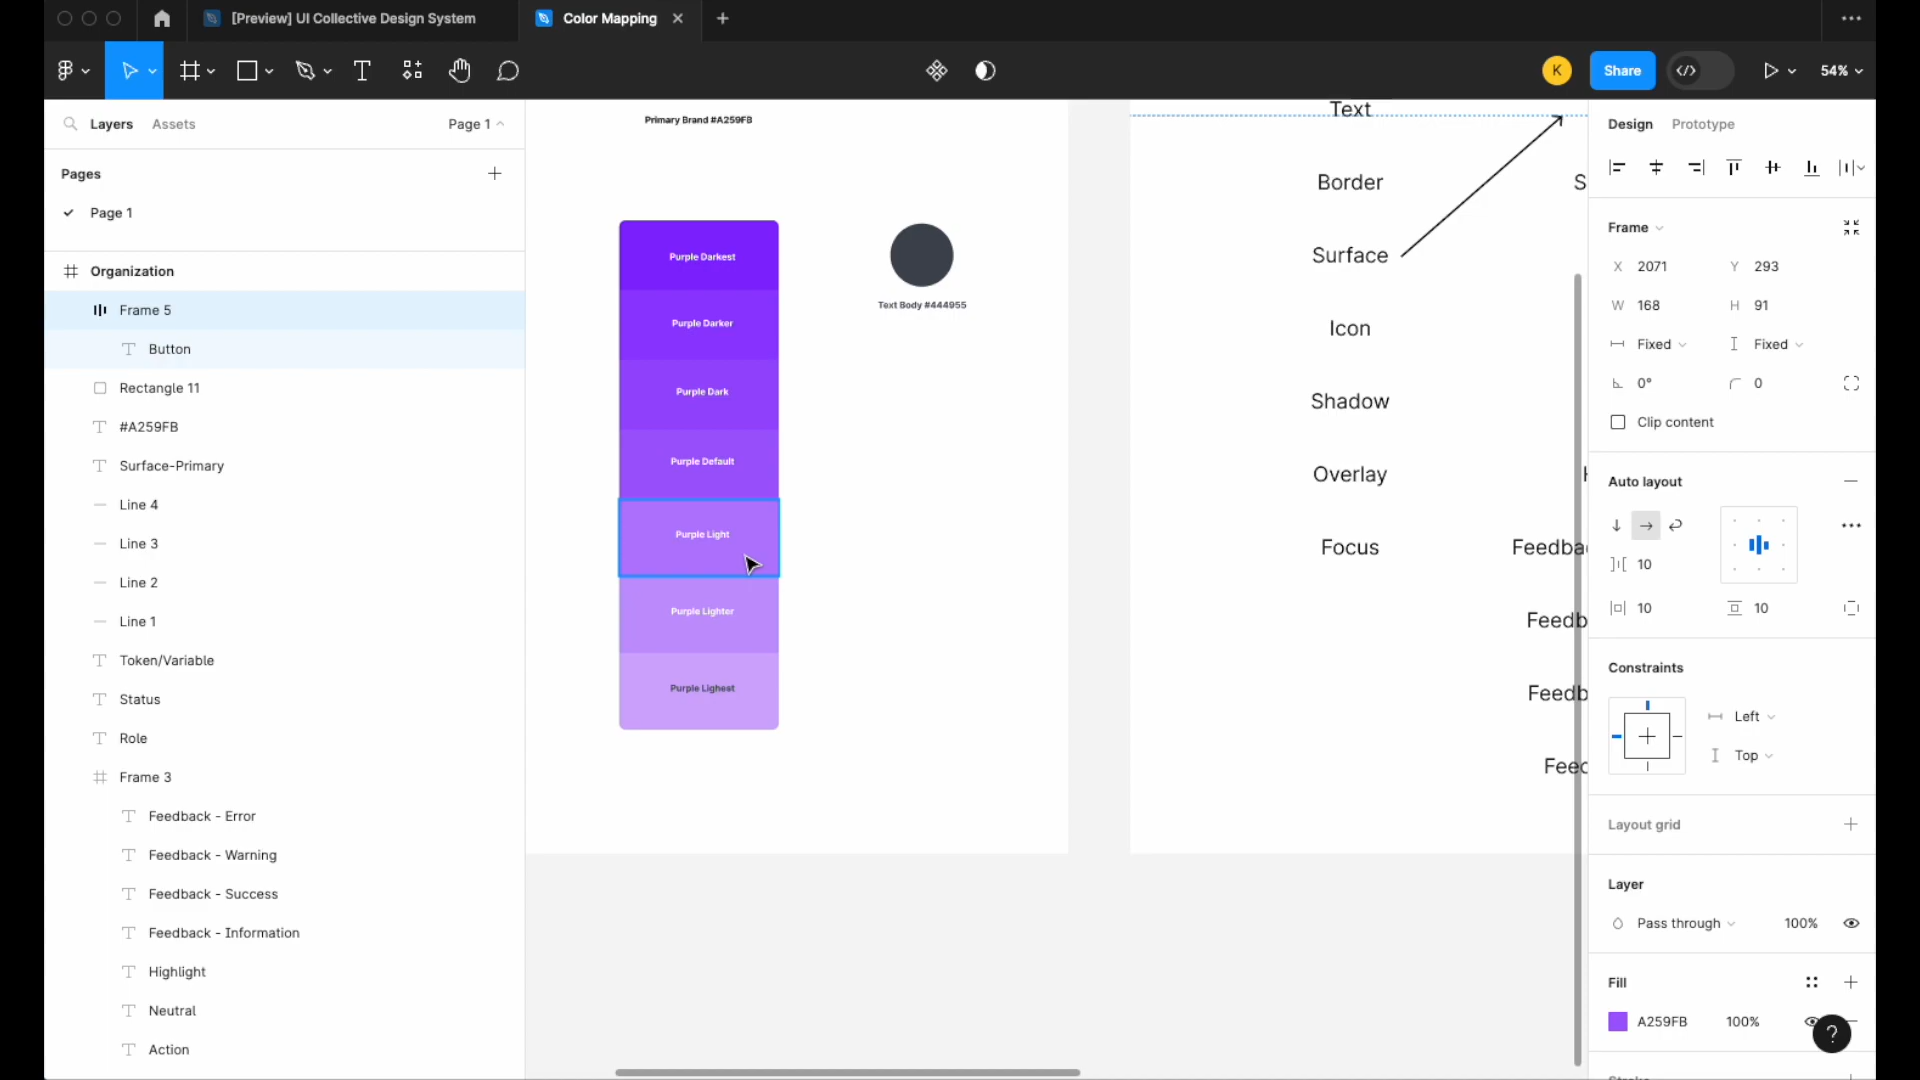 [Preview] UI Collective Design System
Color Mapping
K
Share
54%
Layers
Assets
Page 1
Pages
Page 1
Organization
Frame 5
Button
Rectangle 11
#A259FB
Surface-Primary
Line 4
Line 3
Line 2
Line 1
Token/Variable
Status
Role
Frame 3
Feedback - Error
Feedback - Warning
Feedback - Success
Feedback - Information
Highlight
Neutral
Action
Primary Brand #A259FB
Purple Darkest
Purple Darker
Purple Dark
Purple Default
Purple Light
Purple Lighter
Purple Lighest
Text Body #444955
Text
Border
Surface
Icon
Shadow
Overlay
Focus
Design
Prototype
Frame
X 2071 Y 293
W 168 H 91
Fixed Fixed
0° 0
Clip content
Auto layout
10
10 10
Constraints
Left
Top
Layout grid
Layer
Pass through 100%
Fill
A259FB 100%
?